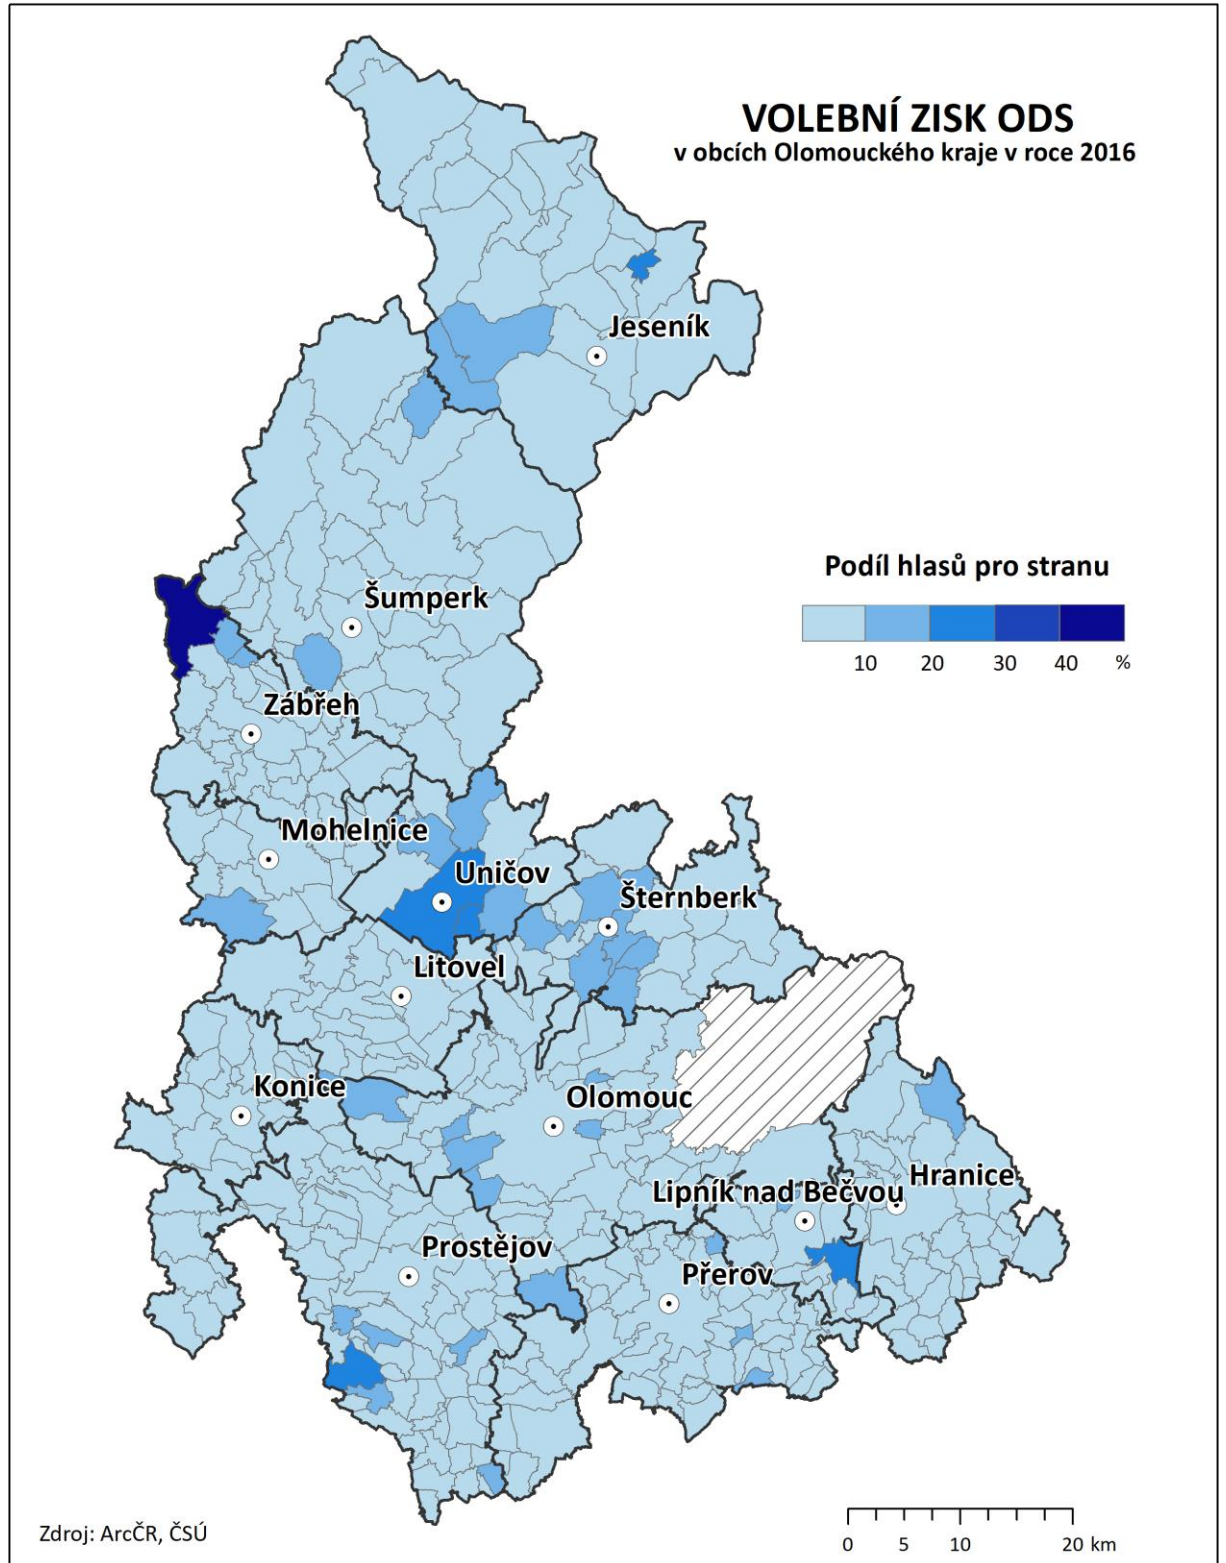 VOLEBNÍ ZISK ODS
v obcích Olomouckého kraje v roce 2016
Jeseník
Podíl hlasů pro stranu
10 20 30 40 %
Šumperk
Zábřeh
Mohelnice
Uničov
Šternberk
Litovel
Konice
Olomouc
Hranice
Lipník nad Bečvou
Prostějov
Přerov
Zdroj: ArcČR, ČSÚ
0 5 10 20 km